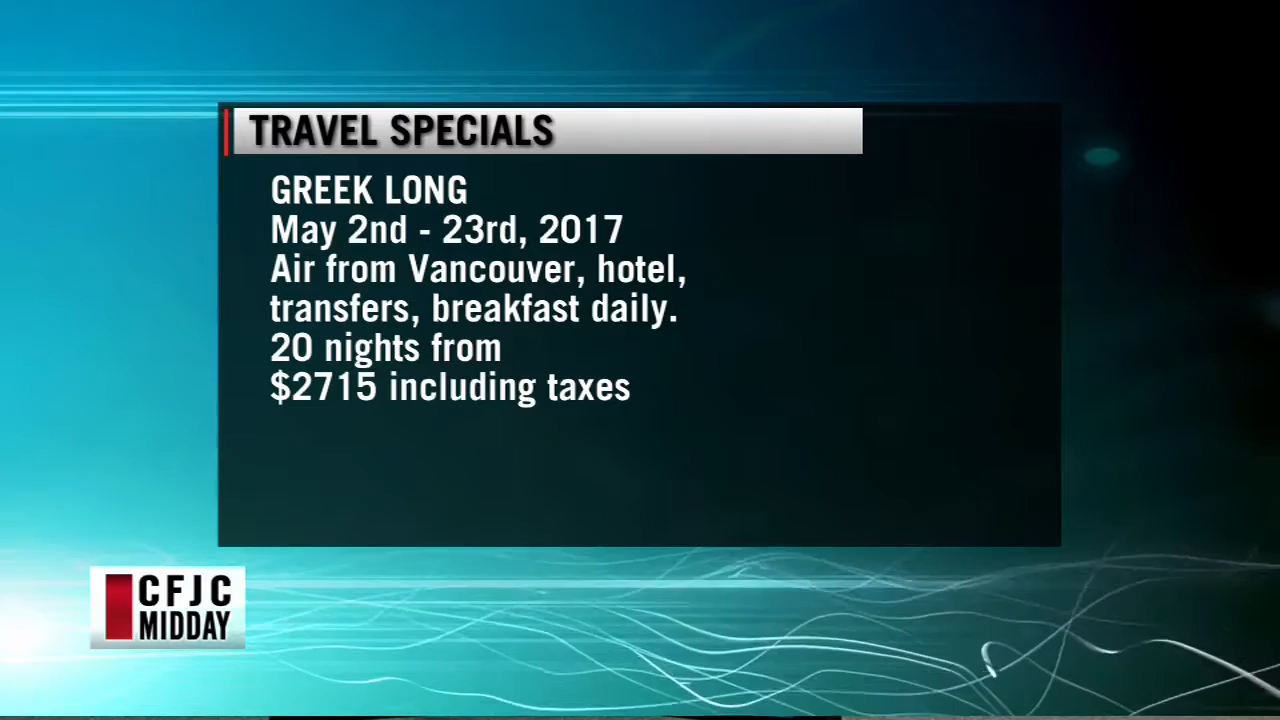 TRAVEL SPECIALS
GREEK LONG
May 2nd - 23rd, 2017
Air from Vancouver, hotel,
transfers, breakfast daily.
20 nights from
$2715 including taxes
CFJC
MIDDAY